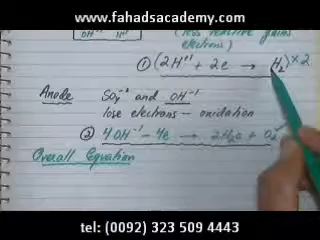 www.fahadsacademy.com
OH⁻¹ H⁺¹ (less reactive gains
electrons)
① (2H⁺¹ + 2e → H₂) × 2
Anode SO₄⁻² and OH⁻¹
lose electrons – oxidation
② 4OH⁻¹ – 4e → 2H₂O + O₂
Overall Equation
tel: (0092) 323 509 4443